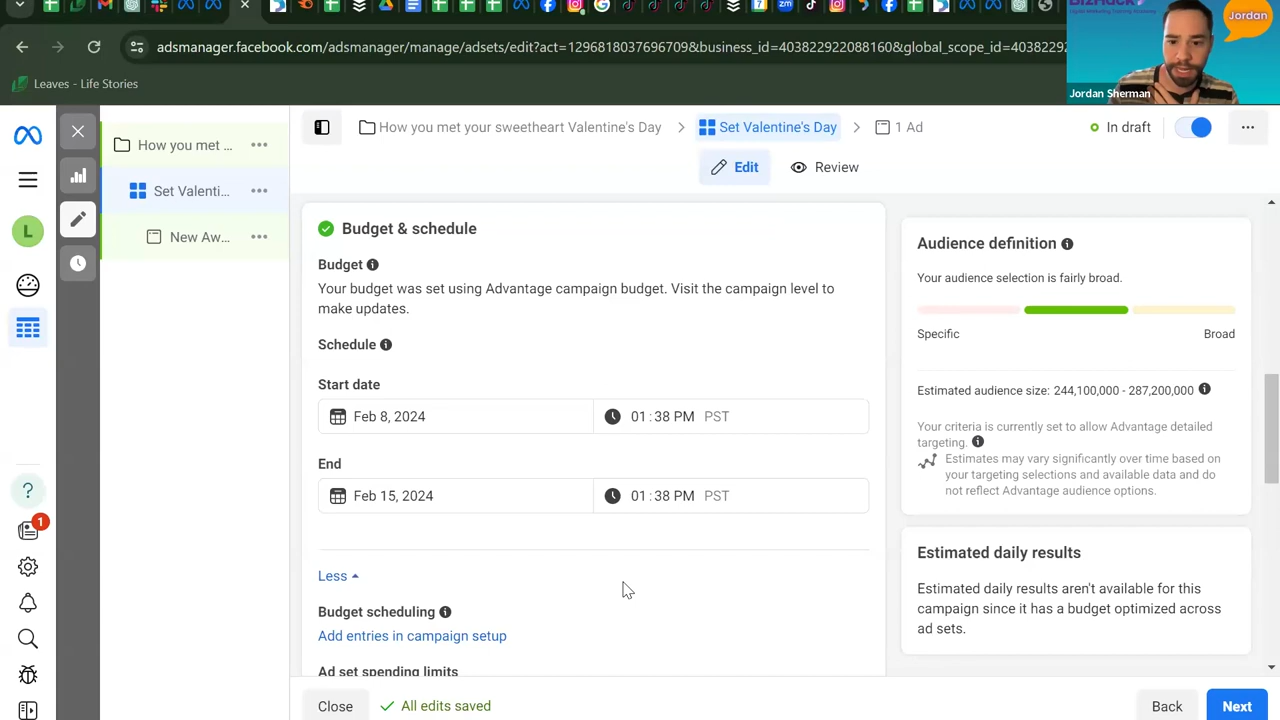 adsmanager.facebook.com/adsmanager/manage/adsets/edit?act=1296818037696709&business_id=4038229220881608&global_scope_id=40382292
Leaves - Life Stories
BizHack
Digital Marketing Training Academy
Jordan
Jordan Sherman
How you met ...
Set Valenti...
New Aw...
L
?
1
How you met your sweetheart Valentine's Day
Set Valentine's Day
1 Ad
In draft
Edit
Review
Budget & schedule
Budget
Your budget was set using Advantage campaign budget. Visit the campaign level to
make updates.
Schedule
Start date
Feb 8, 2024
01 : 38 PM PST
End
Feb 15, 2024
01 : 38 PM PST
Less
Budget scheduling
Add entries in campaign setup
Ad set spending limits
Audience definition
Your audience selection is fairly broad.
Specific
Broad
Estimated audience size: 244,100,000 - 287,200,000
Your criteria is currently set to allow Advantage detailed
targeting.
Estimates may vary significantly over time based on
your targeting selections and available data and do
not reflect Advantage audience options.
Estimated daily results
Estimated daily results aren't available for this
campaign since it has a budget optimized across
ad sets.
Close
All edits saved
Back
Next